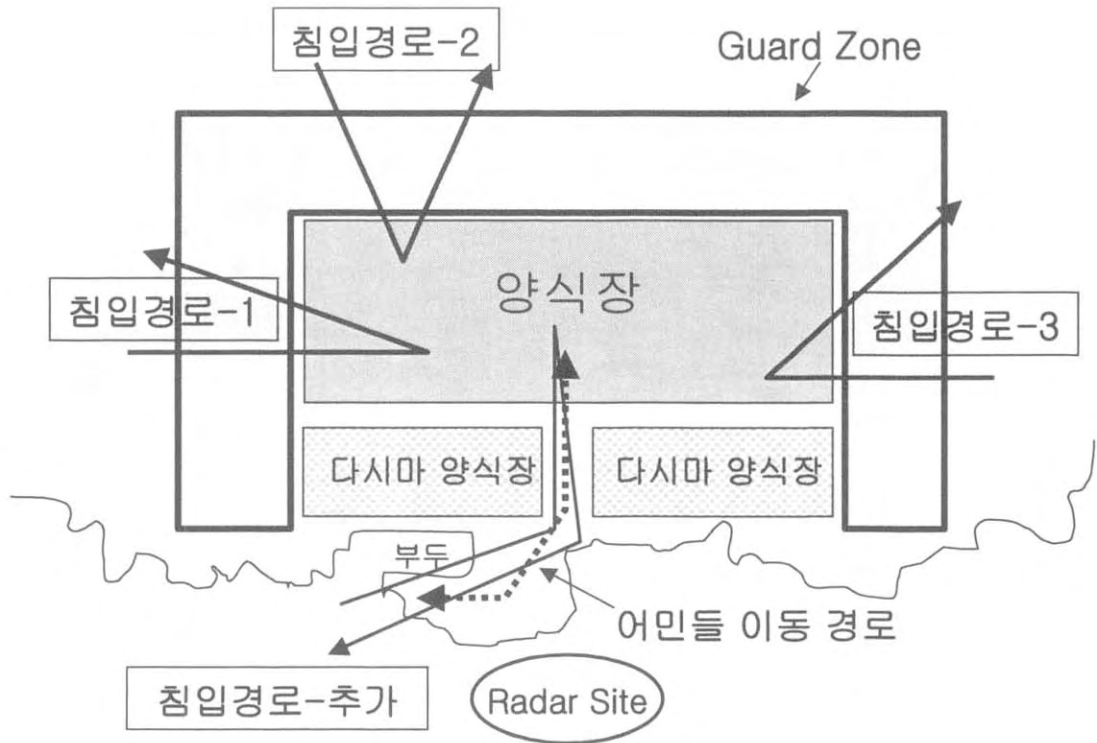 침입경로-2
Guard Zone
양식장
침입경로-1
침입경로-3
다시마 양식장
다시마 양식장
부두
어민들 이동 경로
침입경로-추가
Radar Site